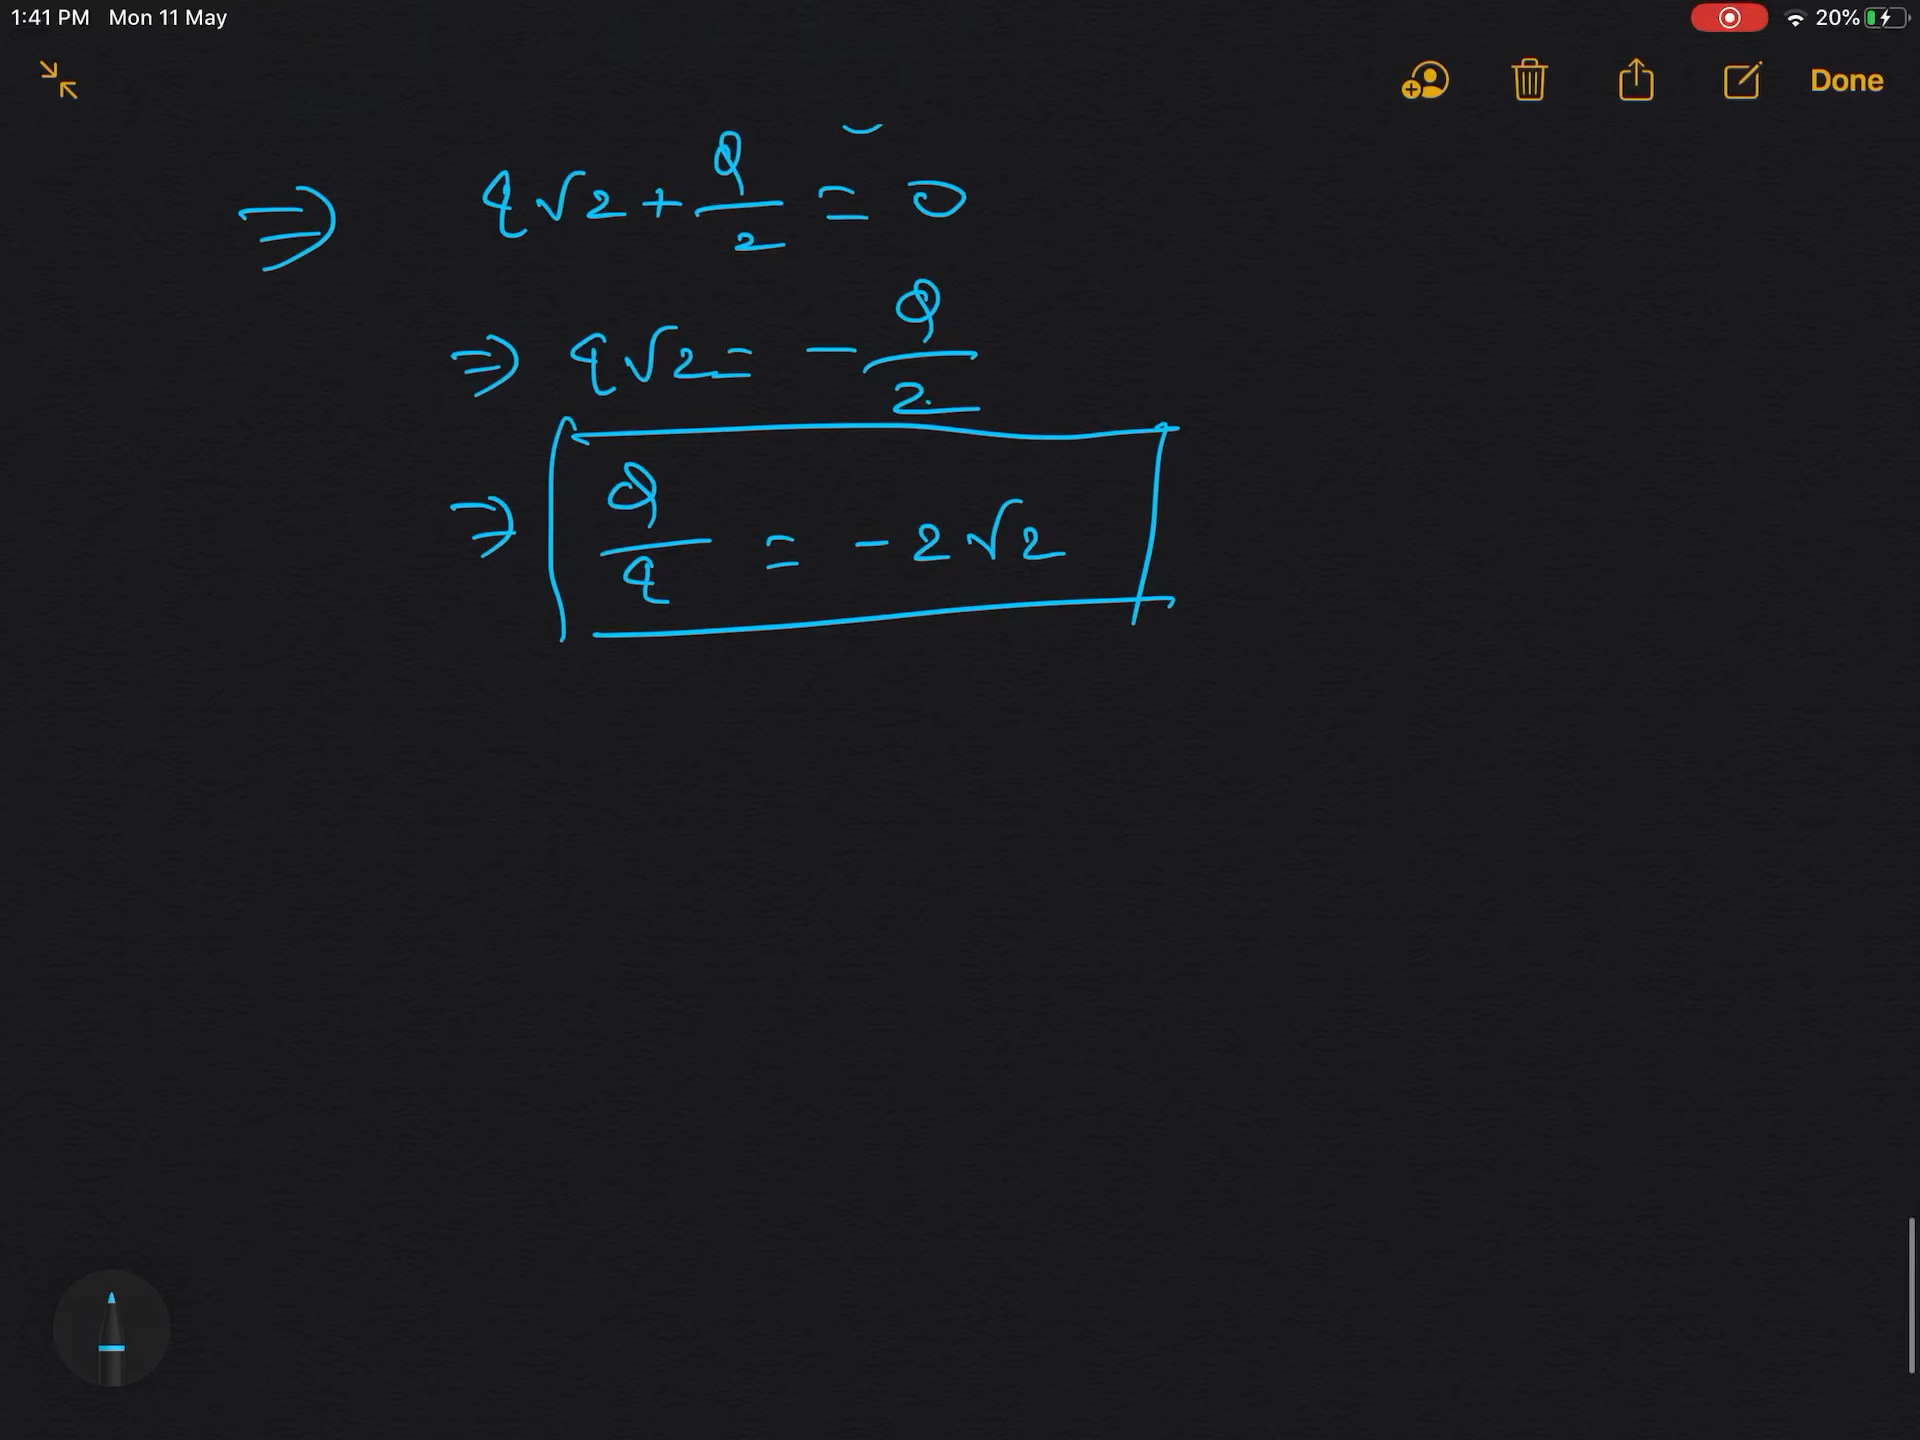 1:41 PM Mon 11 May 20%
Done
⇒ q√2 + Q/2 = 0
⇒ q√2 = -Q/2
⇒ Q/q = -2√2